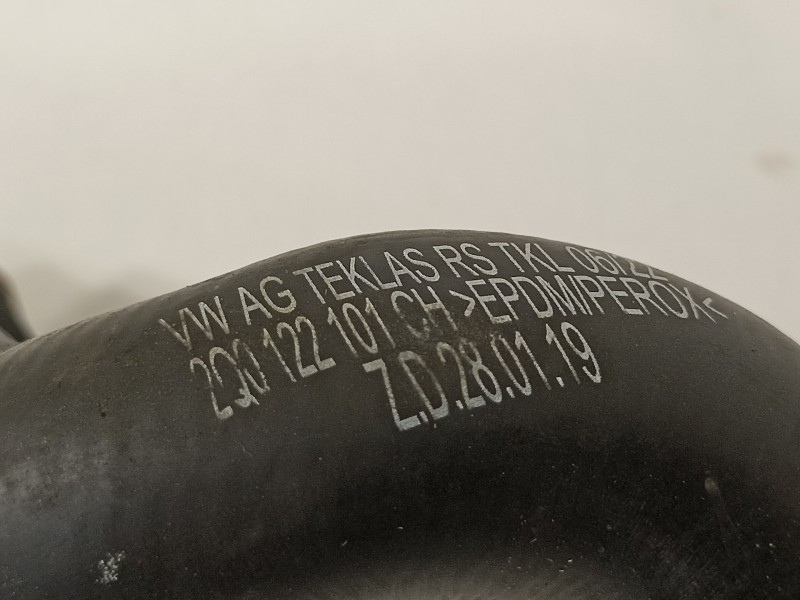 VW AG TEKLAS RS TKL 06/22
2Q0 122 101 CH >EPDM/PEROX<
Z.D.28.01.19